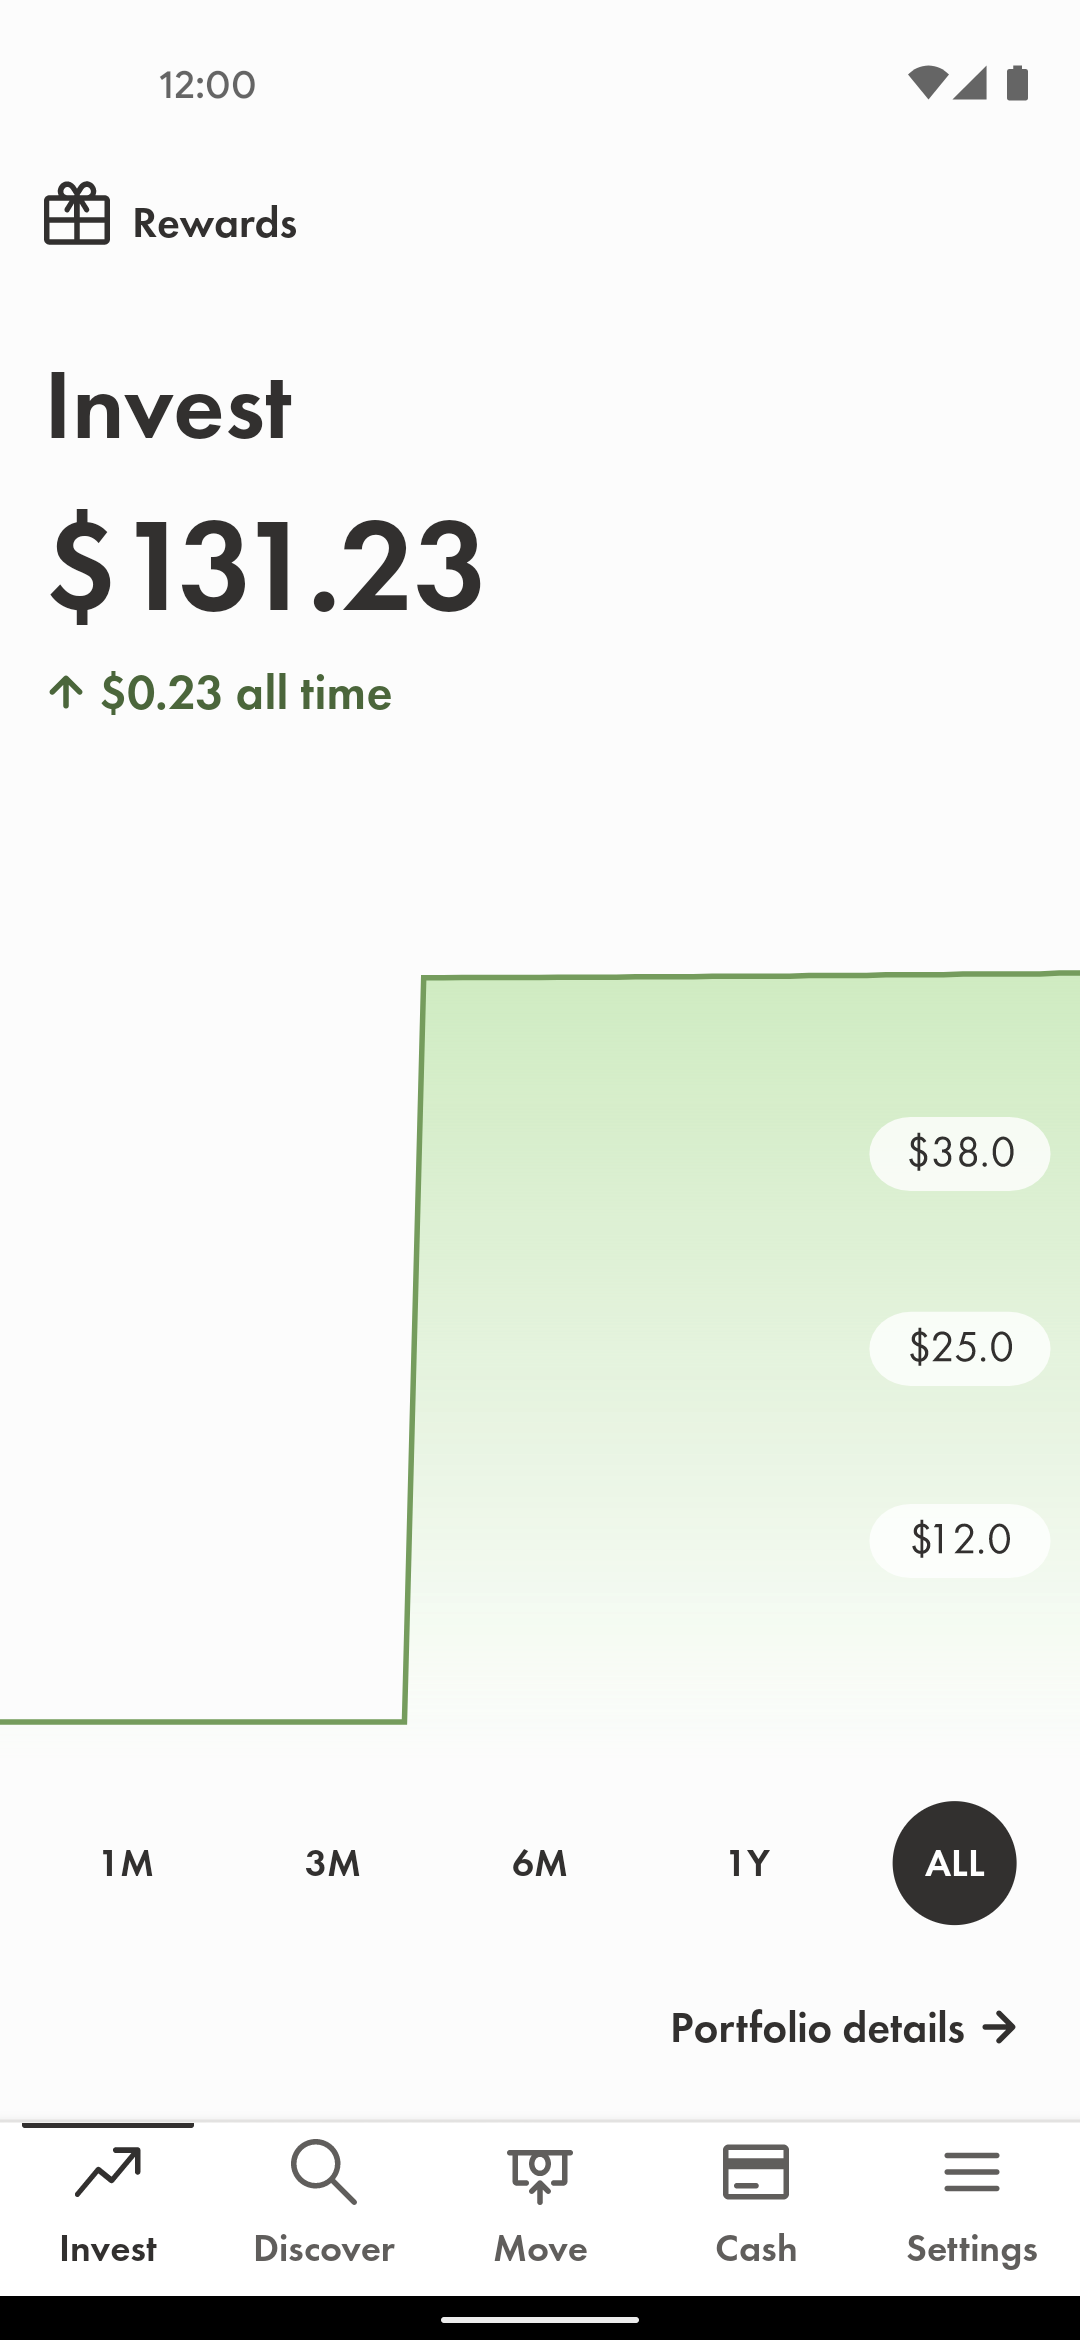 12:00
Rewards
Invest
$131.23
$0.23 all time
$38.0
$25.0
$12.0
1M 3M 6M 1Y ALL
Portfolio details
Invest Discover Move Cash Settings